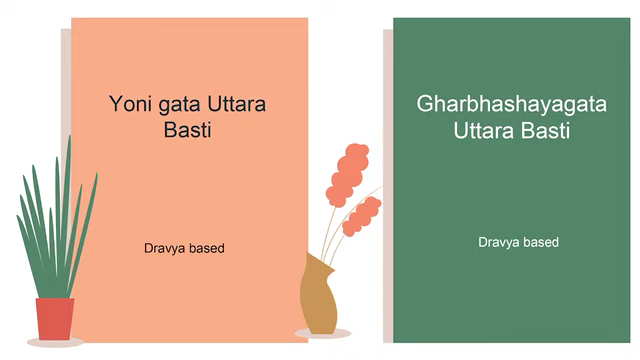 Yoni gata Uttara
Basti
Dravya based
Gharbhashayagata
Uttara Basti
Dravya based